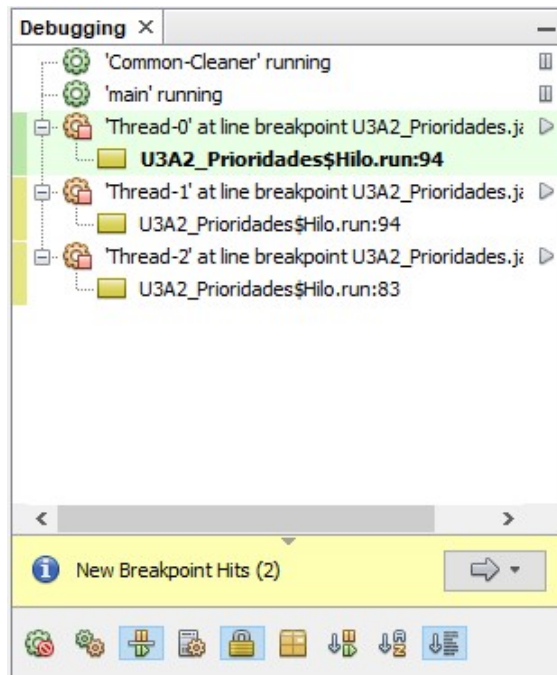 Debugging
'Common-Cleaner' running
'main' running
'Thread-0' at line breakpoint U3A2_Prioridades.ja
U3A2_Prioridades$Hilo.run:94
'Thread-1' at line breakpoint U3A2_Prioridades.ja
U3A2_Prioridades$Hilo.run:94
'Thread-2' at line breakpoint U3A2_Prioridades.ja
U3A2_Prioridades$Hilo.run:83
New Breakpoint Hits (2)